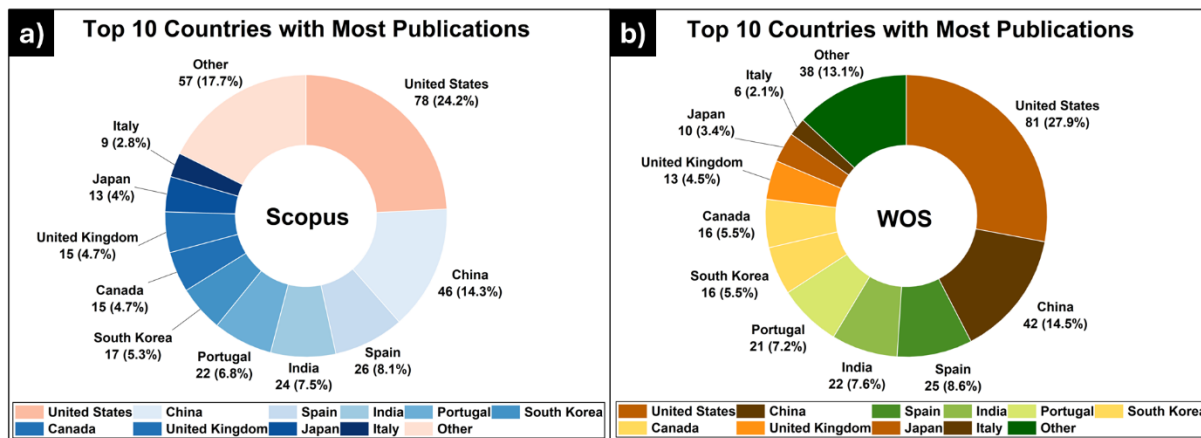 a)
Top 10 Countries with Most Publications
Other
57 (17.7%)
United States
78 (24.2%)
Italy
9 (2.8%)
Japan
13 (4%)
United Kingdom
15 (4.7%)
Canada
15 (4.7%)
South Korea
17 (5.3%)
Portugal
22 (6.8%)
India
24 (7.5%)
Spain
26 (8.1%)
China
46 (14.3%)
Scopus
United States China Spain India Portugal South Korea
Canada United Kingdom Japan Italy Other
b)
Top 10 Countries with Most Publications
Other
38 (13.1%)
United States
81 (27.9%)
Italy
6 (2.1%)
Japan
10 (3.4%)
United Kingdom
13 (4.5%)
Canada
16 (5.5%)
South Korea
16 (5.5%)
Portugal
21 (7.2%)
India
22 (7.6%)
Spain
25 (8.6%)
China
42 (14.5%)
WOS
United States China Spain India Portugal South Korea
Canada United Kingdom Japan Italy Other